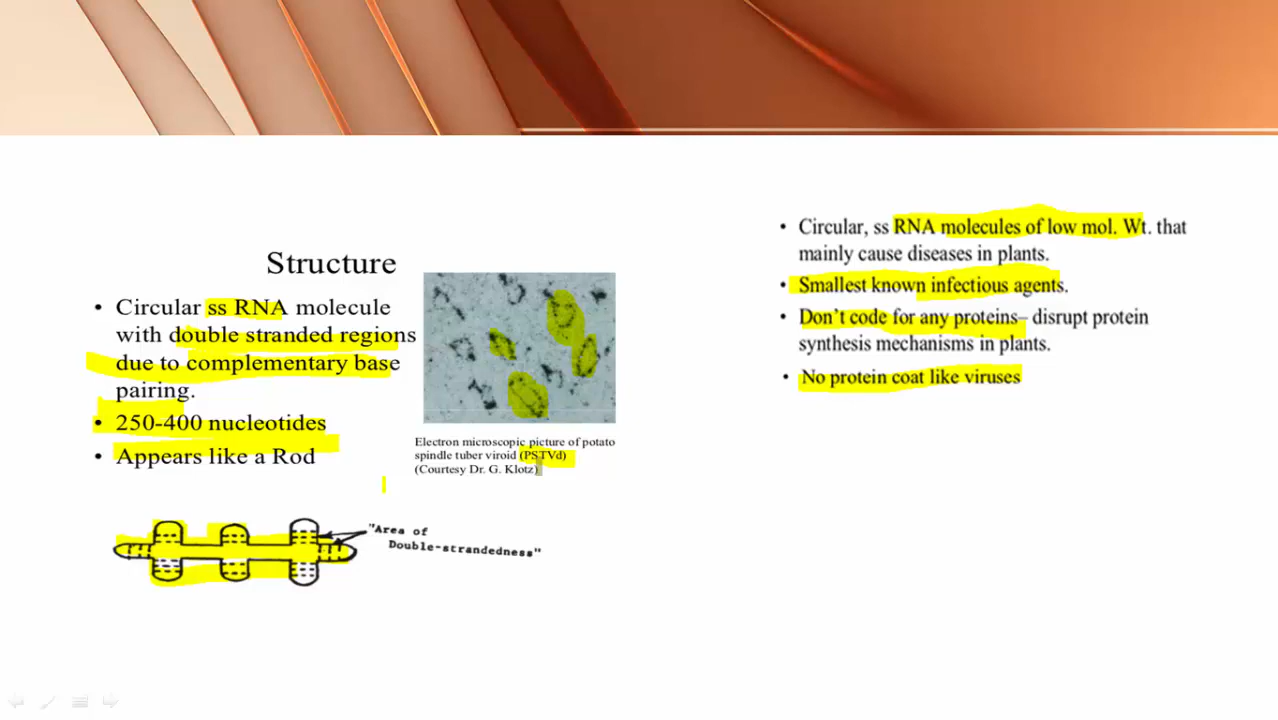 Structure
• Circular ss RNA molecule
with double stranded regions
due to complementary base
pairing.
• 250-400 nucleotides
• Appears like a Rod
Electron microscopic picture of potato
spindle tuber viroid (PSTVd)
(Courtesy Dr. G. Klotz)
"Area of
Double-strandedness"
• Circular, ss RNA molecules of low mol. Wt. that
mainly cause diseases in plants.
• Smallest known infectious agents.
• Don't code for any proteins– disrupt protein
synthesis mechanisms in plants.
• No protein coat like viruses